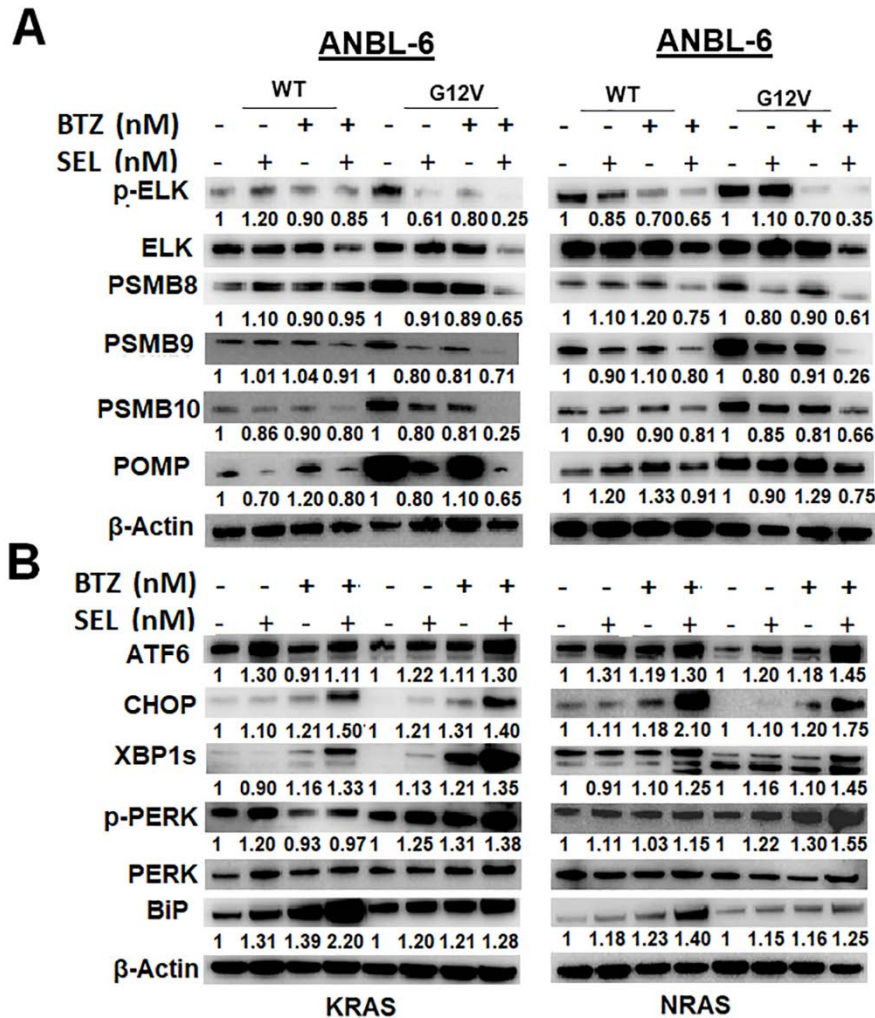 A
ANBL-6 ANBL-6
WT G12V WT G12V
BTZ (nM) - - + + - - + + - - + + - - + +
SEL (nM) - + - + - + - + - + - + - + - +
p-ELK
1 1.20 0.90 0.85 1 0.61 0.80 0.25 1 0.85 0.70 0.65 1 1.10 0.70 0.35
ELK
PSMB8
1 1.10 0.90 0.95 1 0.91 0.89 0.65 1 1.10 1.20 0.75 1 0.80 0.90 0.61
PSMB9
1 1.01 1.04 0.91 1 0.80 0.81 0.71 1 0.90 1.10 0.80 1 0.80 0.91 0.26
PSMB10
1 0.86 0.90 0.80 1 0.80 0.81 0.25 1 0.90 0.90 0.81 1 0.85 0.81 0.66
POMP
1 0.70 1.20 0.80 1 0.80 1.10 0.65 1 1.20 1.33 0.91 1 0.90 1.29 0.75
β-Actin
B
BTZ (nM) - - + + - - + + - - + + - - + +
SEL (nM) - + - + - + - + - + - + - + - +
ATF6
1 1.30 0.91 1.11 1 1.22 1.11 1.30 1 1.31 1.19 1.30 1 1.20 1.18 1.45
CHOP
1 1.10 1.21 1.50 1 1.21 1.31 1.40 1 1.11 1.18 2.10 1 1.10 1.20 1.75
XBP1s
1 0.90 1.16 1.33 1 1.13 1.21 1.35 1 0.91 1.10 1.25 1 1.16 1.10 1.45
p-PERK
1 1.20 0.93 0.97 1 1.25 1.31 1.38 1 1.11 1.03 1.15 1 1.22 1.30 1.55
PERK
BiP
1 1.31 1.39 2.20 1 1.20 1.21 1.28 1 1.18 1.23 1.40 1 1.15 1.16 1.25
β-Actin
KRAS NRAS